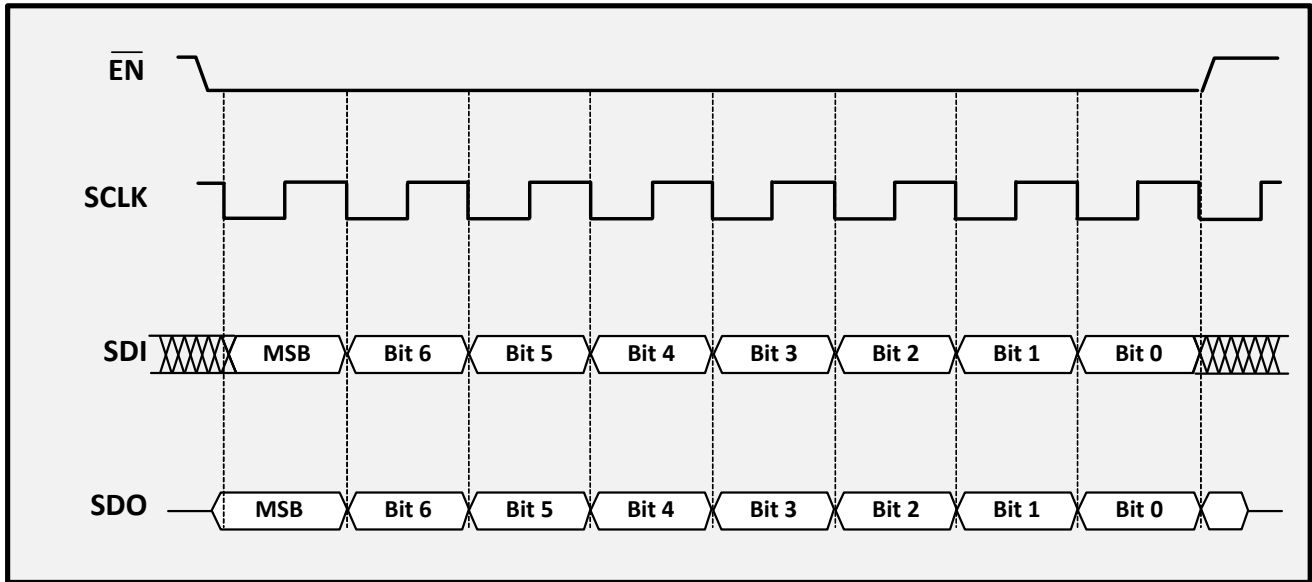 E̅N̅
SCLK
SDI MSB Bit 6 Bit 5 Bit 4 Bit 3 Bit 2 Bit 1 Bit 0
SDO MSB Bit 6 Bit 5 Bit 4 Bit 3 Bit 2 Bit 1 Bit 0